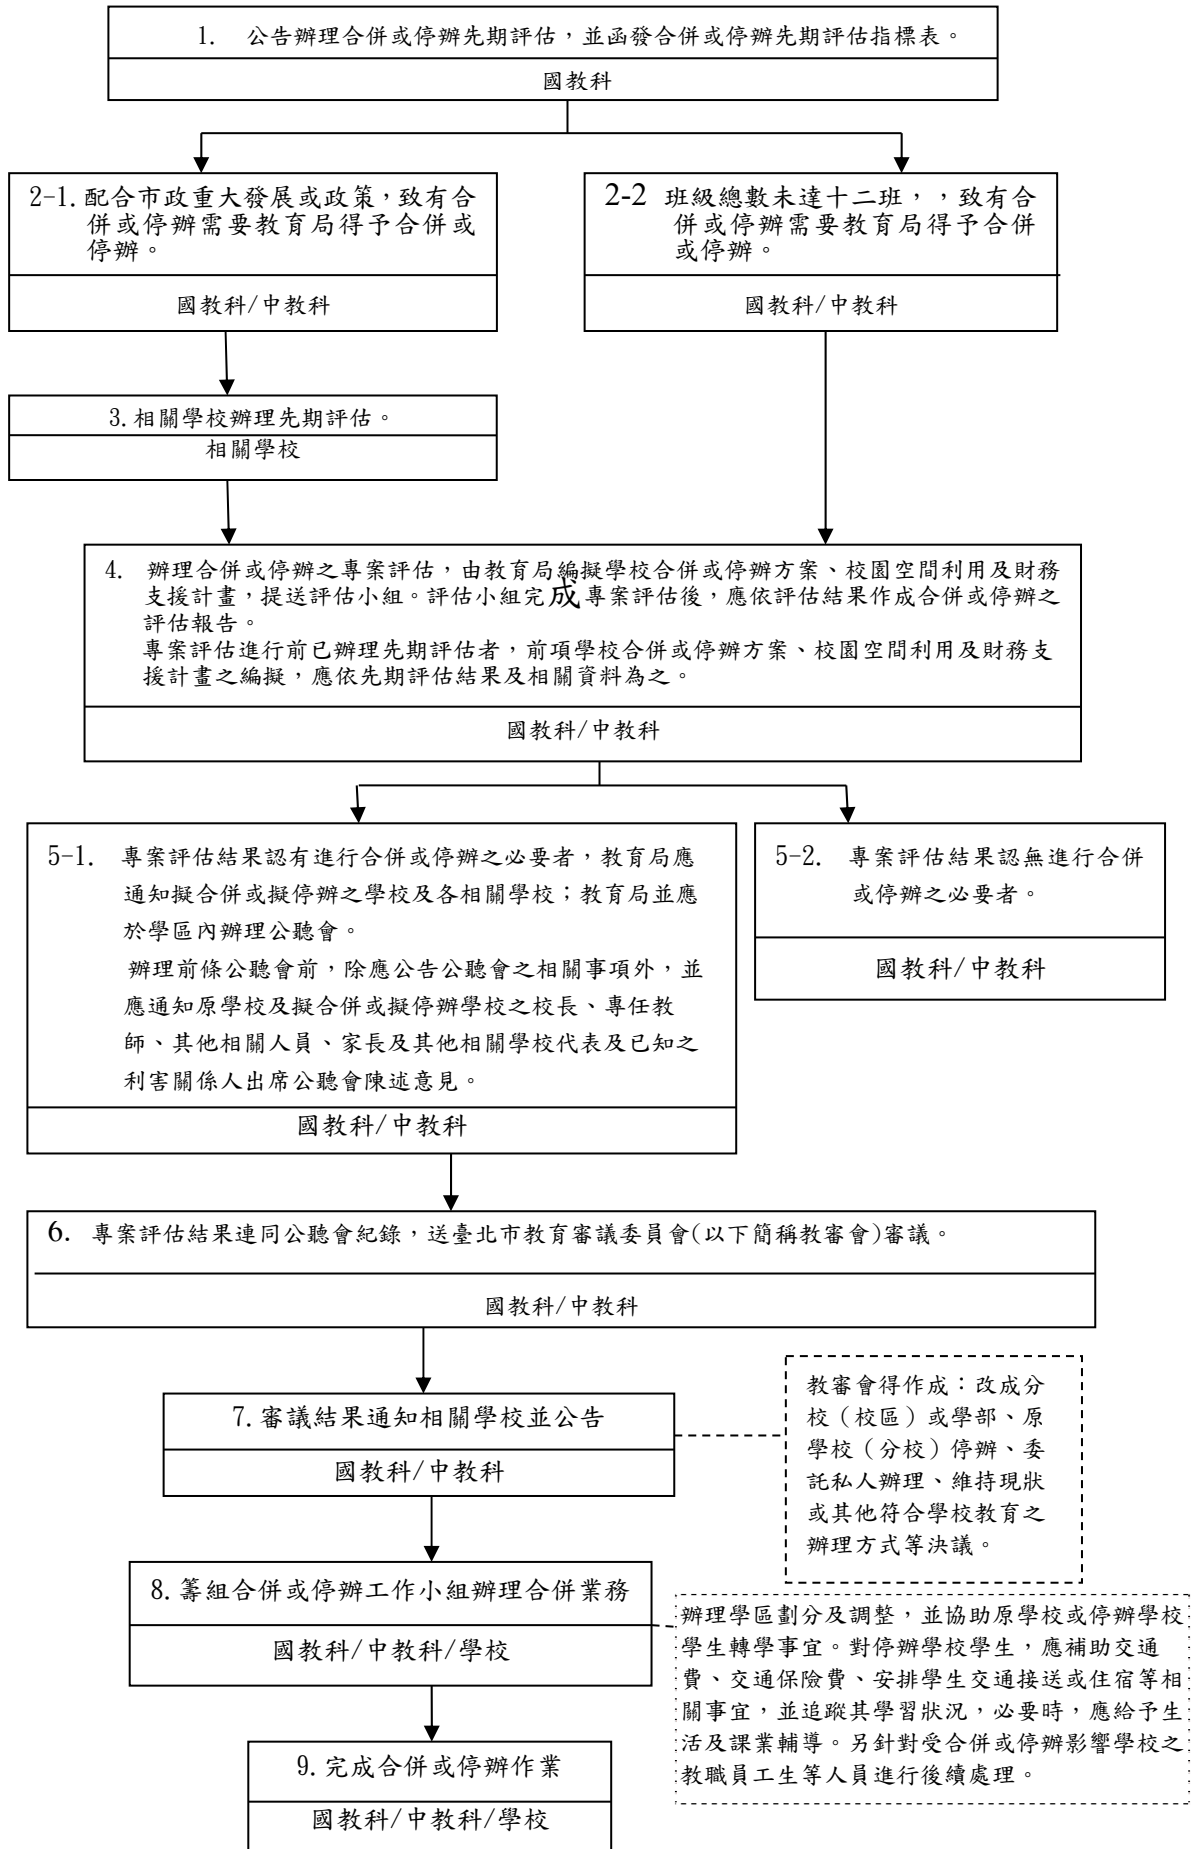 1. 公告辦理合併或停辦先期評估，並函發合併或停辦先期評估指標表。
國教科
2-1.配合市政重大發展或政策，致有合
併或停辦需要教育局得予合併或
停辦。
國教科/中教科
2-2 班級總數未達十二班，，致有合
併或停辦需要教育局得予合併
或停辦。
國教科/中教科
3.相關學校辦理先期評估。
相關學校
4. 辦理合併或停辦之專案評估，由教育局編擬學校合併或停辦方案、校園空間利用及財務
支援計畫，提送評估小組。評估小組完成專案評估後，應依評估結果作成合併或停辦之
評估報告。
專案評估進行前已辦理先期評估者，前項學校合併或停辦方案、校園空間利用及財務支
援計畫之編擬，應依先期評估結果及相關資料為之。
國教科/中教科
5-1. 專案評估結果認有進行合併或停辦之必要者，教育局應
通知擬合併或擬停辦之學校及各相關學校；教育局並應
於學區內辦理公聽會。
辦理前條公聽會前，除應公告公聽會之相關事項外，並
應通知原學校及擬合併或擬停辦學校之校長、專任教
師、其他相關人員、家長及其他相關學校代表及已知之
利害關係人出席公聽會陳述意見。
國教科/中教科
5-2. 專案評估結果認無進行合併
或停辦之必要者。
國教科/中教科
6. 專案評估結果連同公聽會紀錄，送臺北市教育審議委員會(以下簡稱教審會)審議。
國教科/中教科
7.審議結果通知相關學校並公告
國教科/中教科
教審會得作成：改成分
校（校區）或學部、原
學校（分校）停辦、委
託私人辦理、維持現狀
或其他符合學校教育之
辦理方式等決議。
8.籌組合併或停辦工作小組辦理合併業務
國教科/中教科/學校
辦理學區劃分及調整，並協助原學校或停辦學校
學生轉學事宜。對停辦學校學生，應補助交通
費、交通保險費、安排學生交通接送或住宿等相
關事宜，並追蹤其學習狀況，必要時，應給予生
活及課業輔導。另針對受合併或停辦影響學校之
教職員工生等人員進行後續處理。
9.完成合併或停辦作業
國教科/中教科/學校